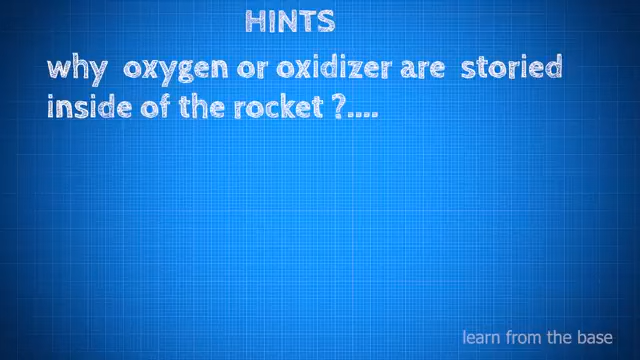 HINTS
why oxygen or oxidizer are storied
inside of the rocket ?....
learn from the base